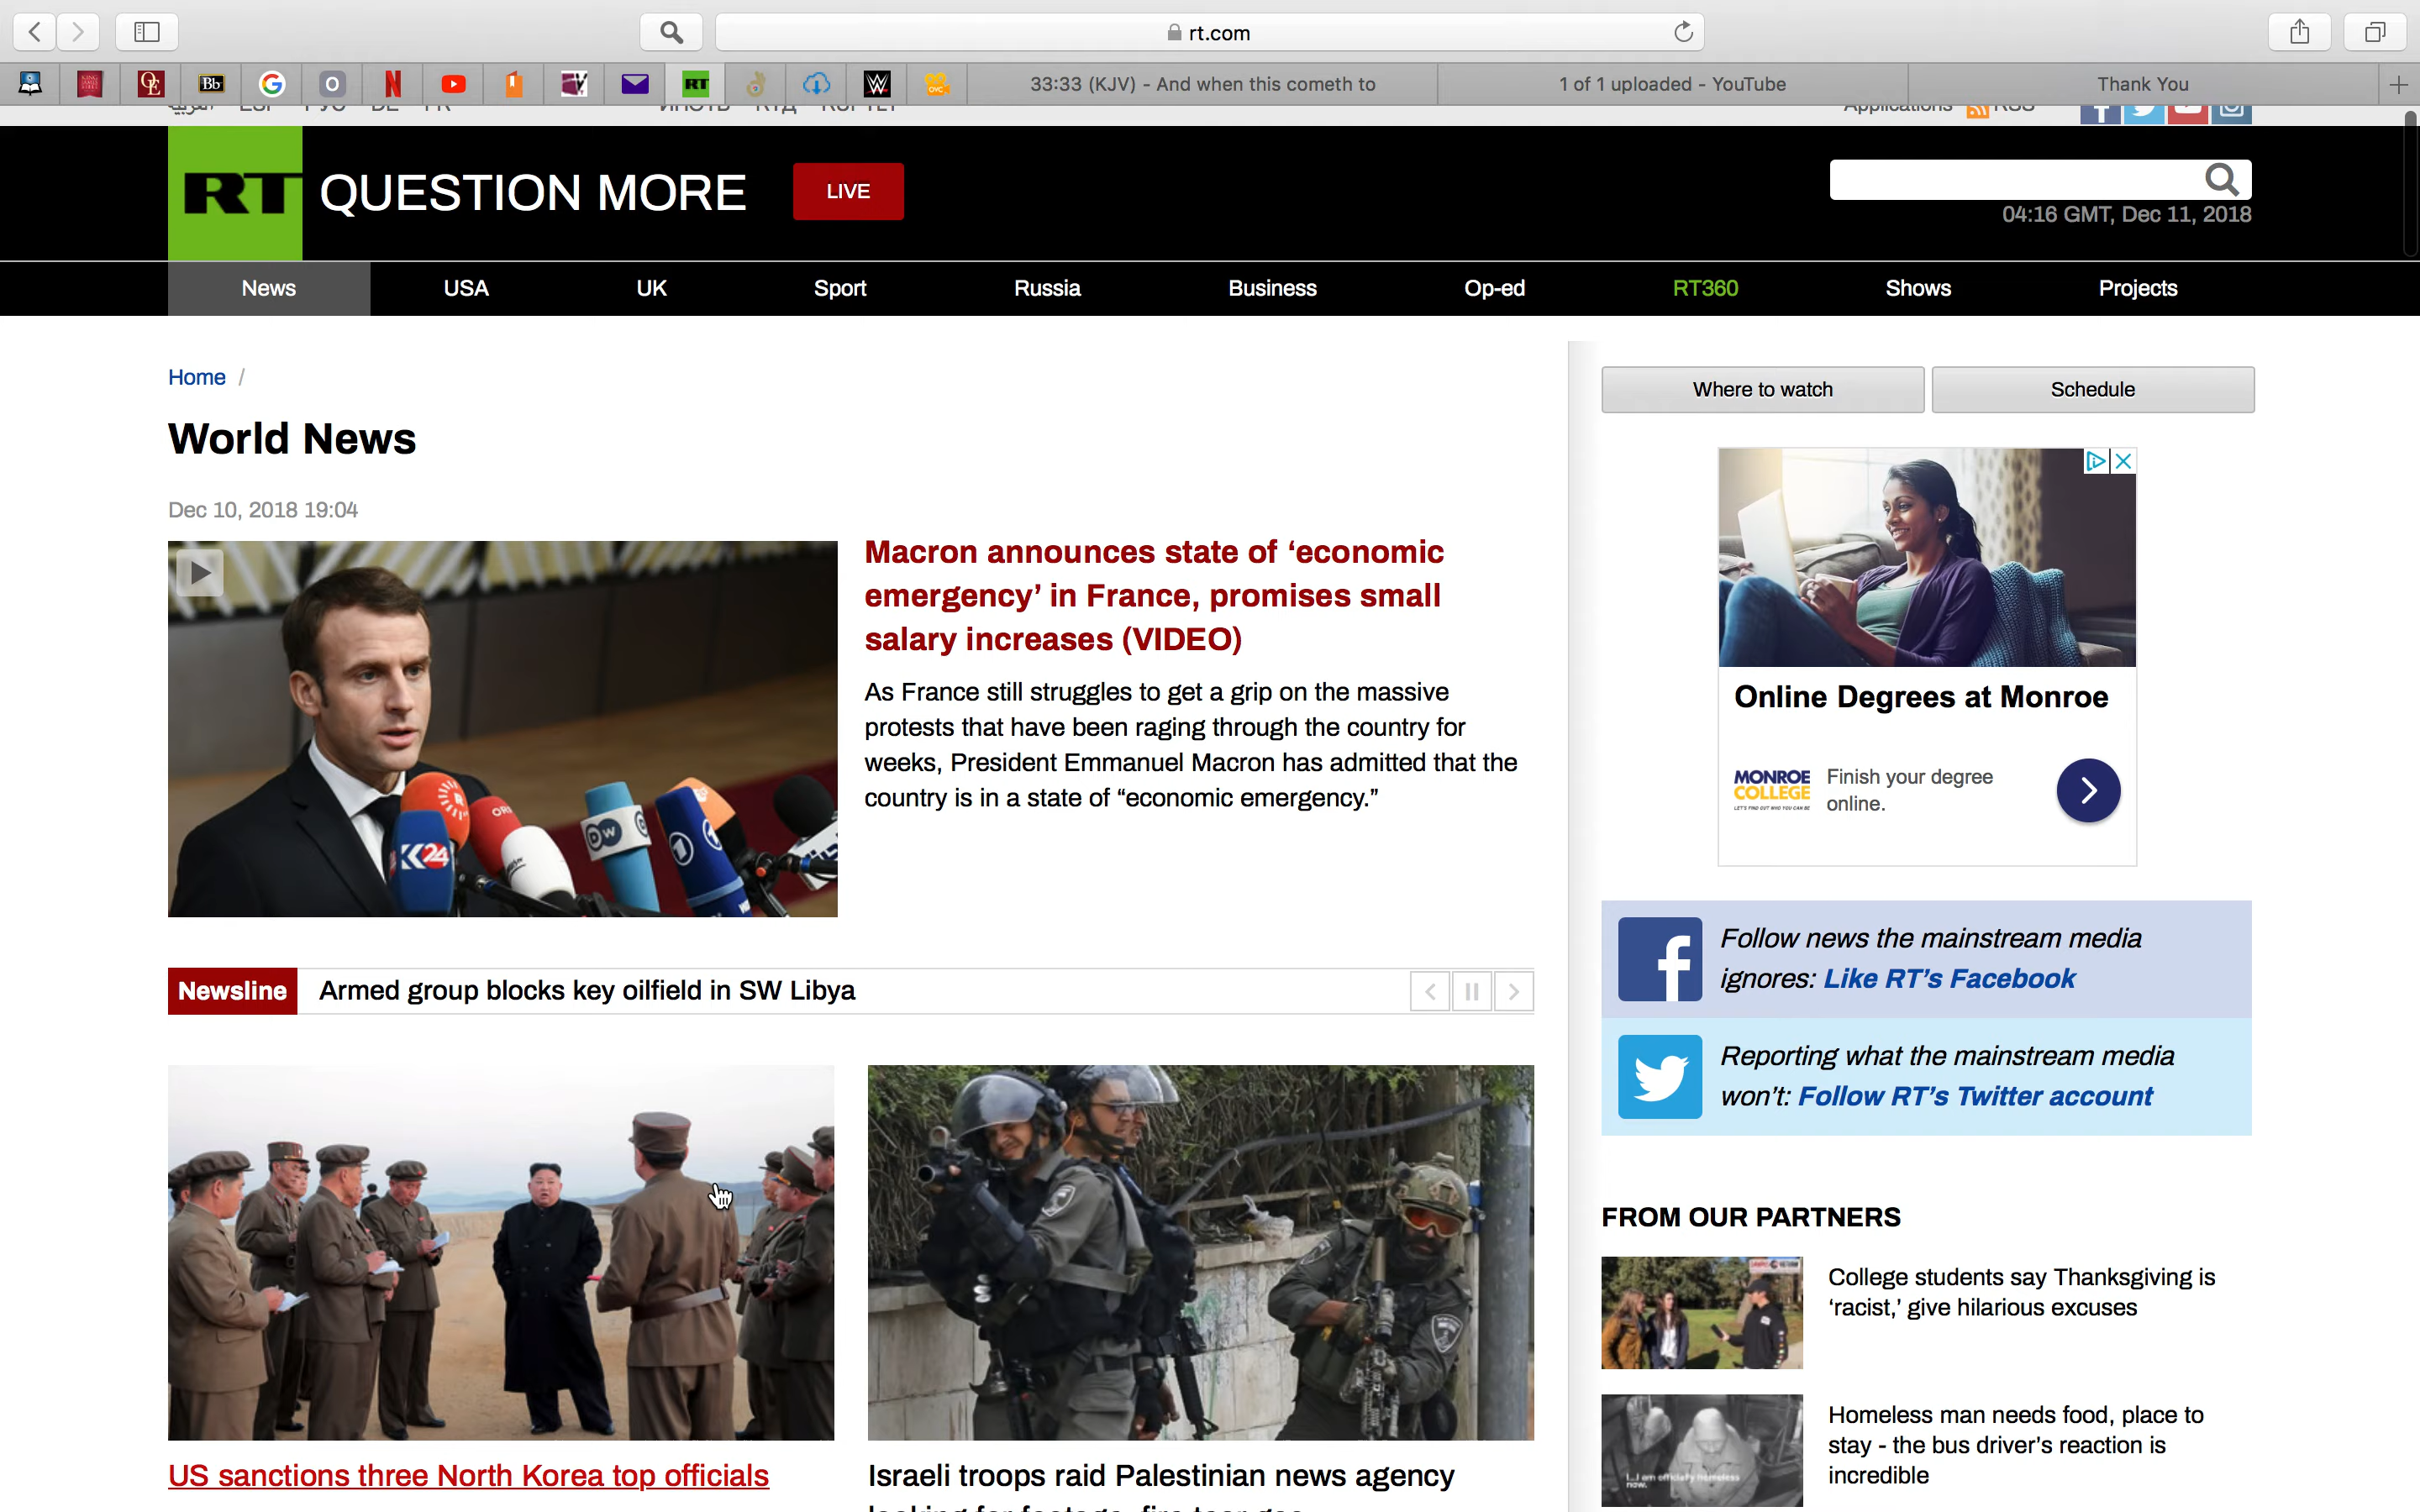 rt.com
33:33 (KJV) - And when this cometh to
1 of 1 uploaded - YouTube
Thank You
Applications RSS
RT QUESTION MORE
LIVE
04:16 GMT, Dec 11, 2018
News
USA
UK
Sport
Russia
Business
Op-ed
RT360
Shows
Projects
Home /
World News
Dec 10, 2018 19:04
Macron announces state of ‘economic
emergency’ in France, promises small
salary increases (VIDEO)
As France still struggles to get a grip on the massive
protests that have been raging through the country for
weeks, President Emmanuel Macron has admitted that the
country is in a state of “economic emergency.”
K24
DW
Newsline
Armed group blocks key oilfield in SW Libya
US sanctions three North Korea top officials
Israeli troops raid Palestinian news agency
Where to watch
Schedule
Online Degrees at Monroe
MONROE
COLLEGE
LET'S FIND OUT WHO YOU CAN BE
Finish your degree
online.
Follow news the mainstream media
ignores: Like RT’s Facebook
Reporting what the mainstream media
won’t: Follow RT’s Twitter account
FROM OUR PARTNERS
College students say Thanksgiving is
‘racist,’ give hilarious excuses
Homeless man needs food, place to
stay - the bus driver’s reaction is
incredible
I...I am officially homeless
now.